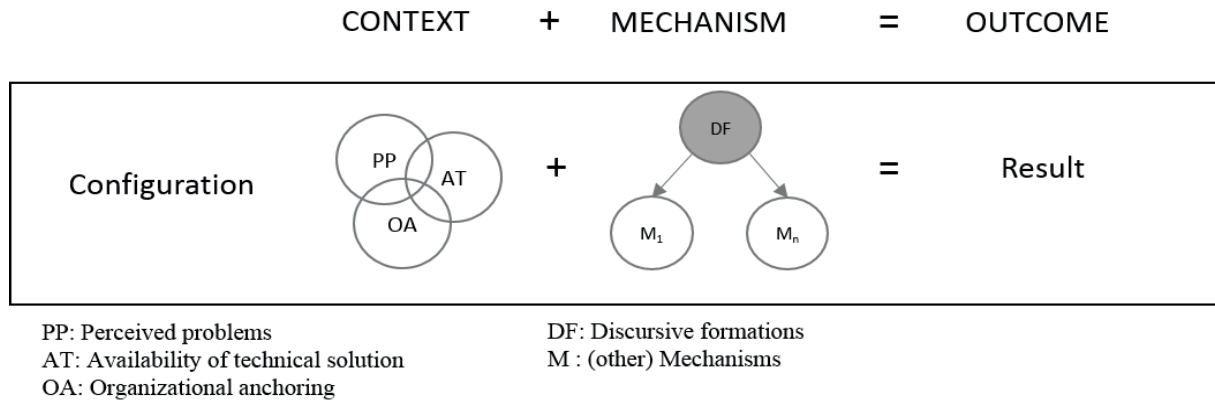 CONTEXT + MECHANISM = OUTCOME
Configuration PP AT OA + DF M₁ Mₙ = Result
PP: Perceived problems
AT: Availability of technical solution
OA: Organizational anchoring
DF: Discursive formations
M : (other) Mechanisms